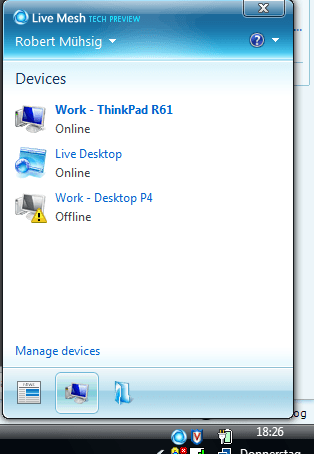 Live Mesh TECH PREVIEW
Robert Mühsig
?
Devices
Work - ThinkPad R61
Online
Live Desktop
Online
Work - Desktop P4
Offline
Manage devices
og
18:26
Donnerstag